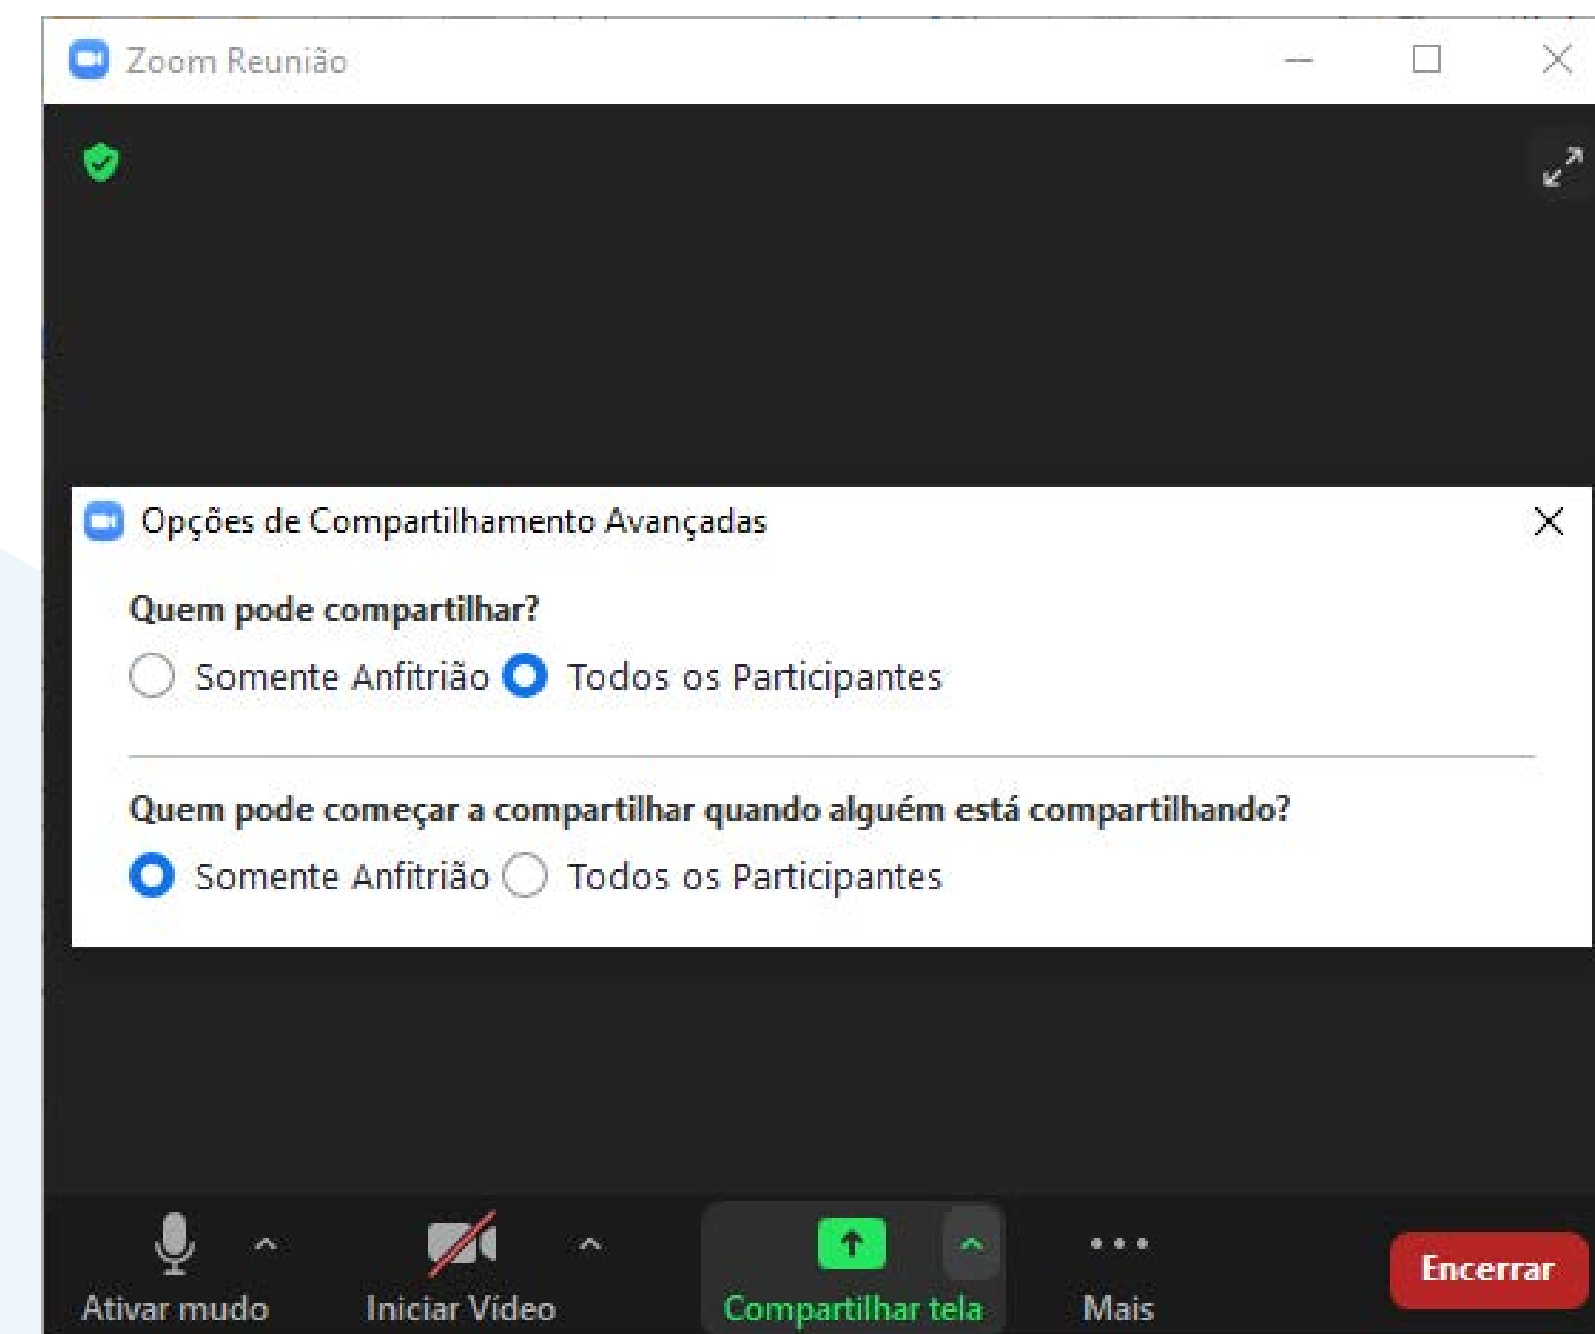 Zoom Reunião
Opções de Compartilhamento Avançadas
Quem pode compartilhar?
Somente Anfitrião Todos os Participantes
Quem pode começar a compartilhar quando alguém está compartilhando?
Somente Anfitrião Todos os Participantes
Ativar mudo Iniciar Vídeo Compartilhar tela Mais Encerrar